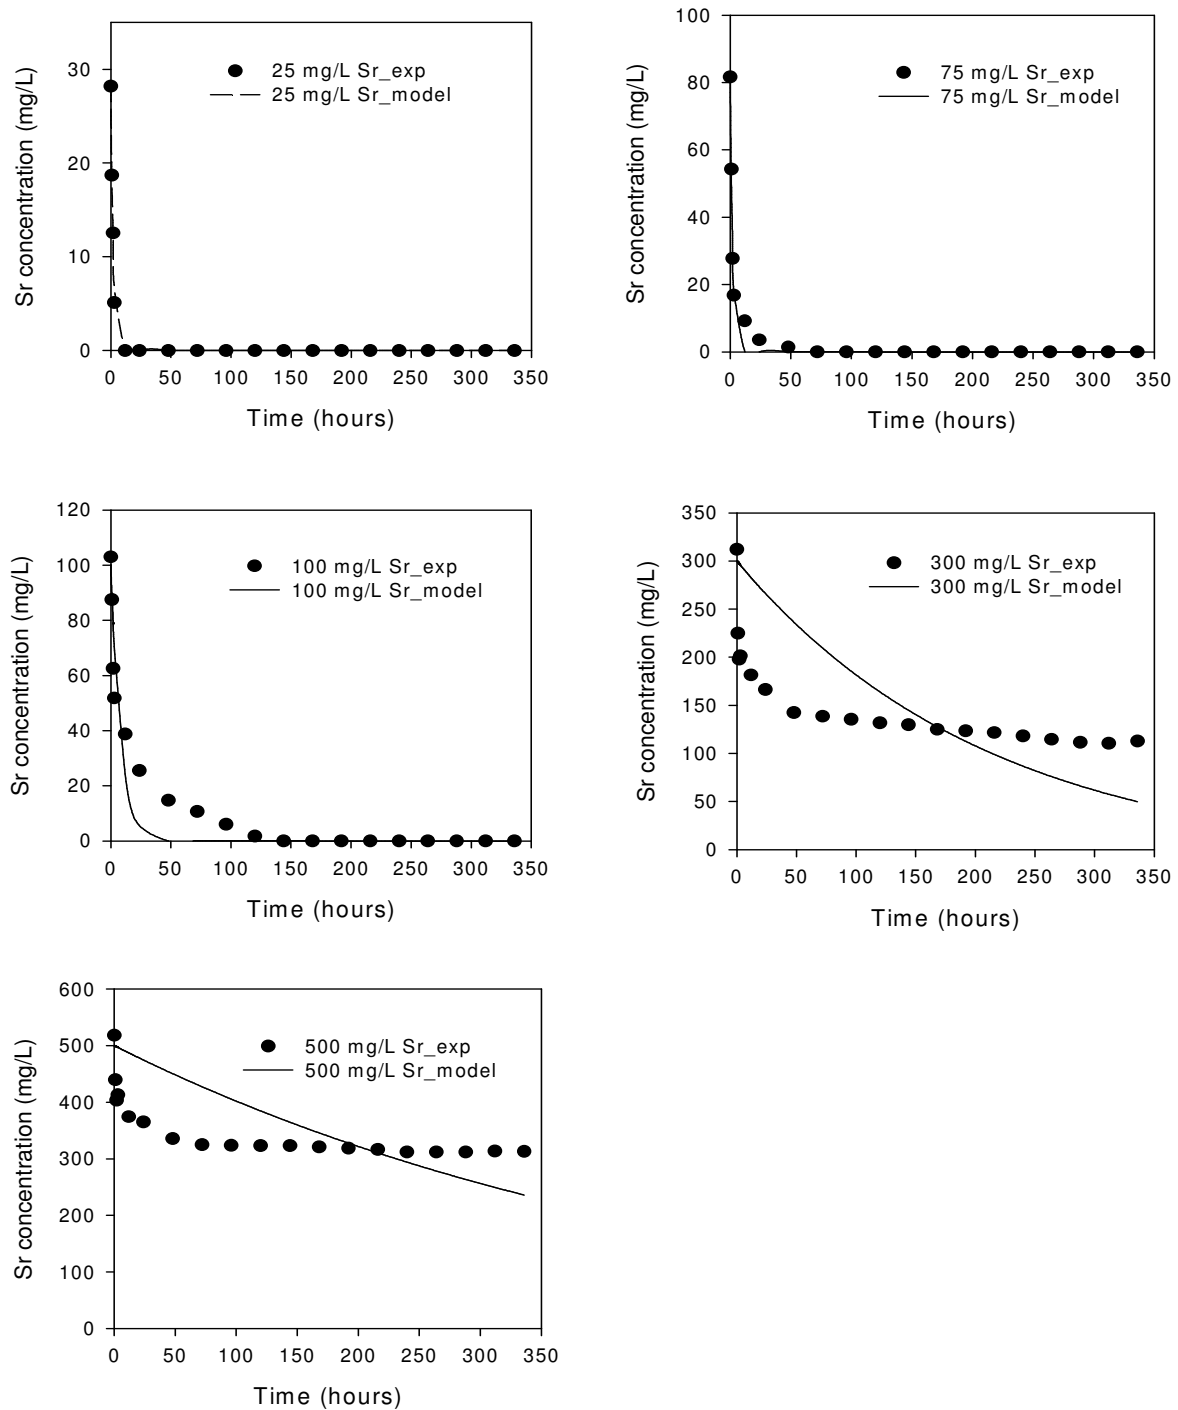 Sr concentration (mg/L)
30
20
10
0
25 mg/L Sr_exp
25 mg/L Sr_model
0 50 100 150 200 250 300 350
Time (hours)
Sr concentration (mg/L)
100
80
60
40
20
0
75 mg/L Sr_exp
75 mg/L Sr_model
0 50 100 150 200 250 300 350
Time (hours)
Sr concentration (mg/L)
120
100
80
60
40
20
0
100 mg/L Sr_exp
100 mg/L Sr_model
0 50 100 150 200 250 300 350
Time (hours)
Sr concentration (mg/L)
350
300
250
200
150
100
50
0
300 mg/L Sr_exp
300 mg/L Sr_model
0 50 100 150 200 250 300 350
Time (hours)
Sr concentration (mg/L)
600
500
400
300
200
100
0
500 mg/L Sr_exp
500 mg/L Sr_model
0 50 100 150 200 250 300 350
Time (hours)